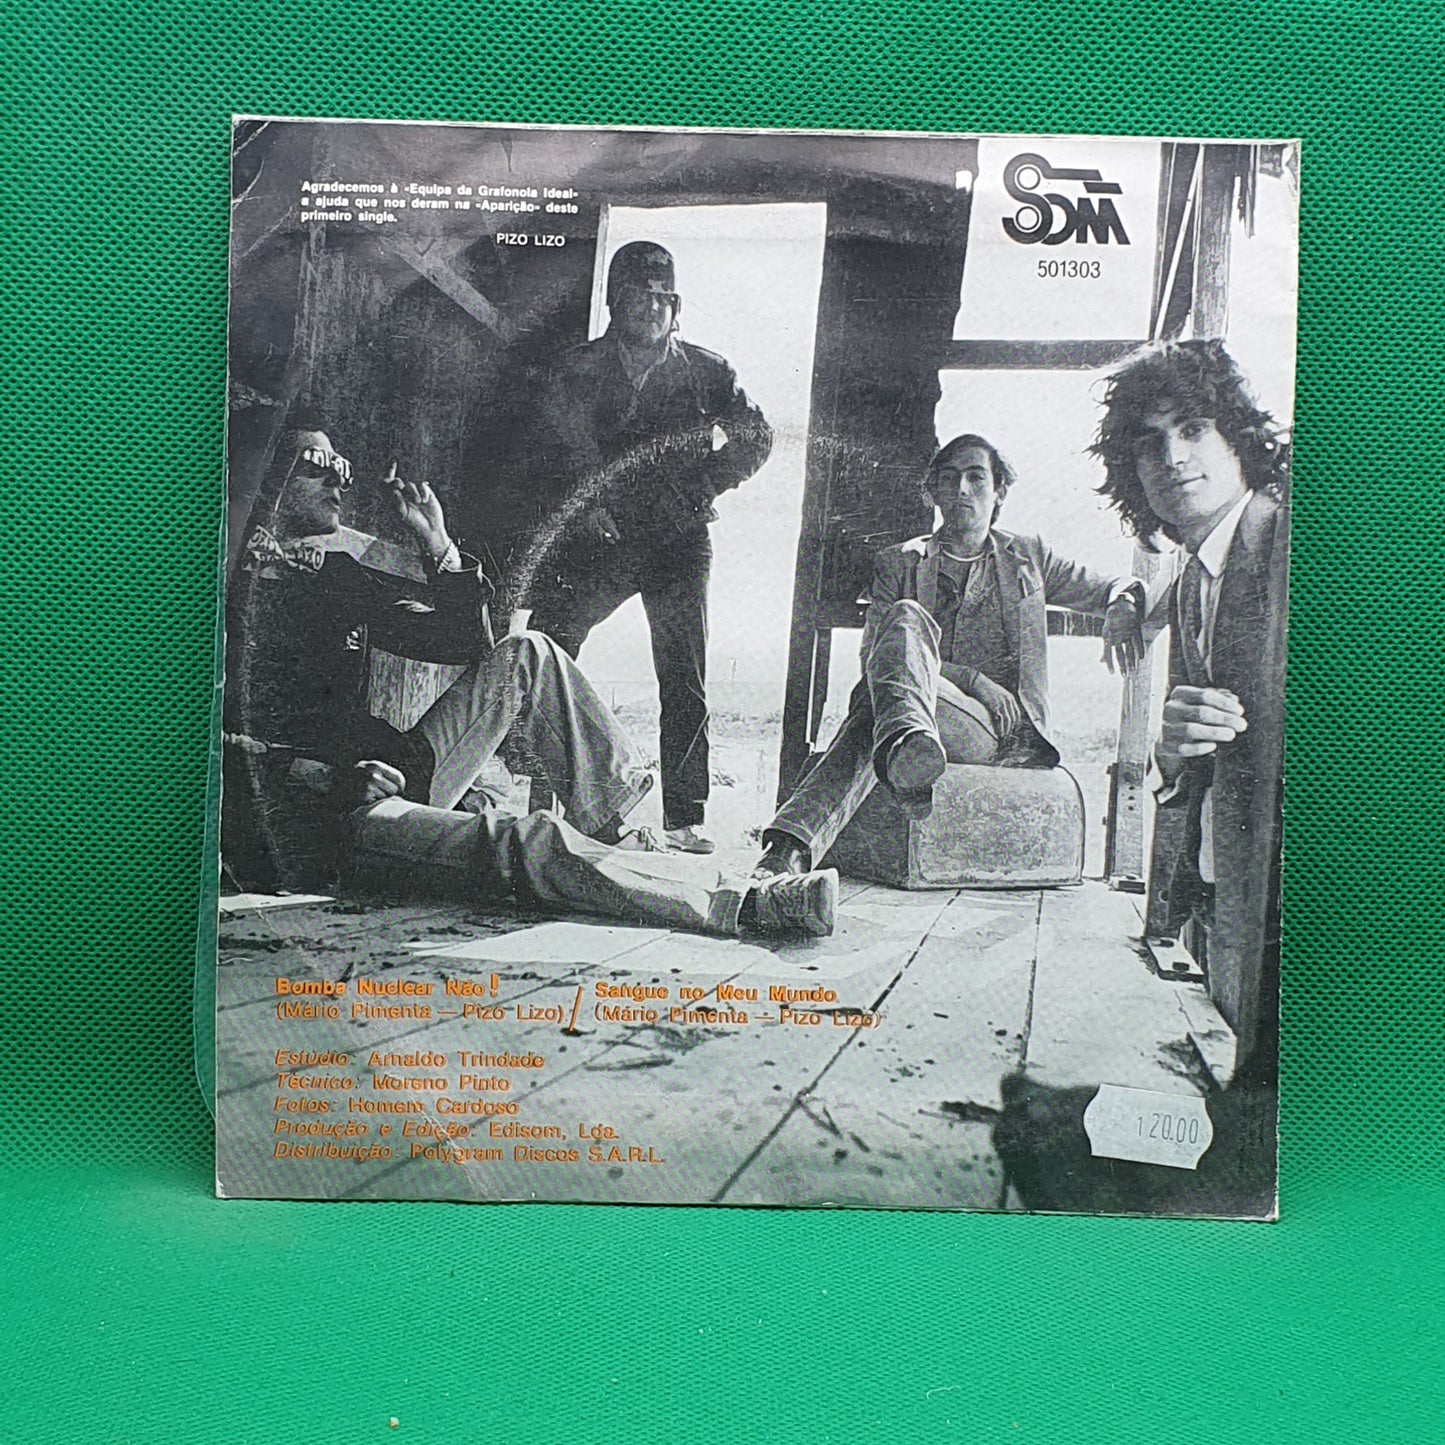 Agradecemos à «Equipa da Grafonola Ideal»
a ajuda que nos deram na «Aparição» deste
primeiro single.
PIZO LIZO
SOM
501303
Bomba Nuclear Não! / Sangue no Meu Mundo
(Mário Pimenta — Pizo Lizo) (Mário Pimenta — Pizo Lizo)
Estúdio: Arnaldo Trindade
Técnico: Moreno Pinto
Fotos: Homem Cardoso
Produção e Edição: Edisom, Lda.
Distribuição: Polygram Discos S.A.R.L.
120.00